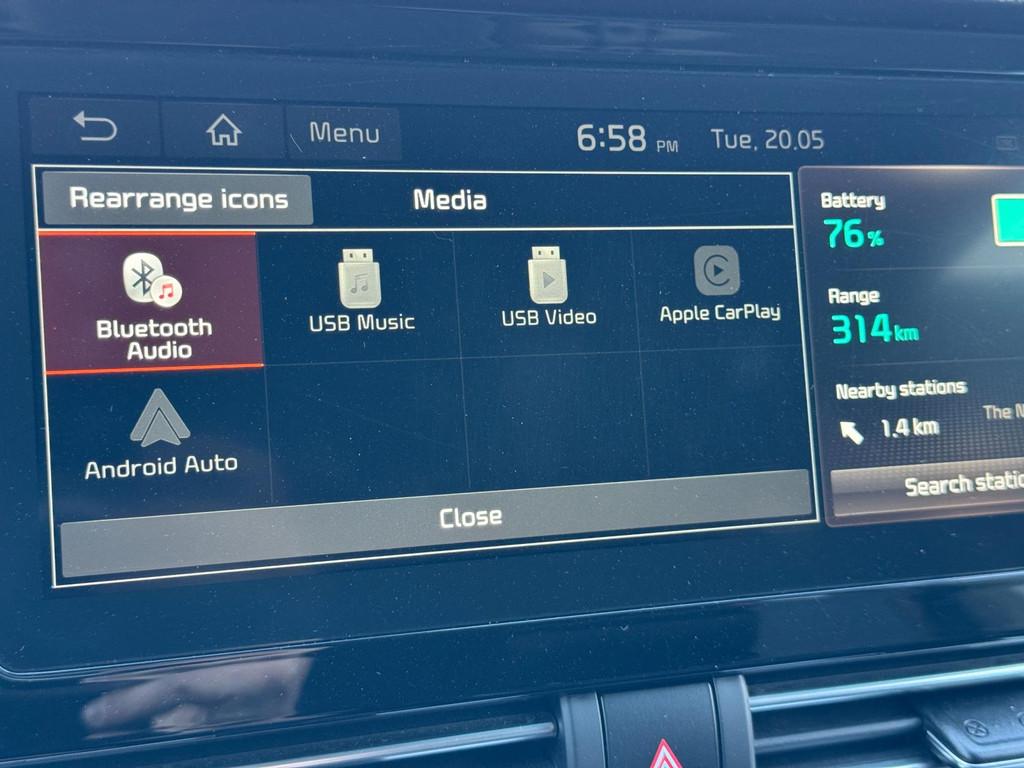 Menu
6:58 PM
Tue, 20.05
Rearrange icons
Media
Bluetooth
Audio
USB Music
USB Video
Apple CarPlay
Android Auto
Close
Battery
76%
Range
314km
Nearby stations
1.4 km
The
Search